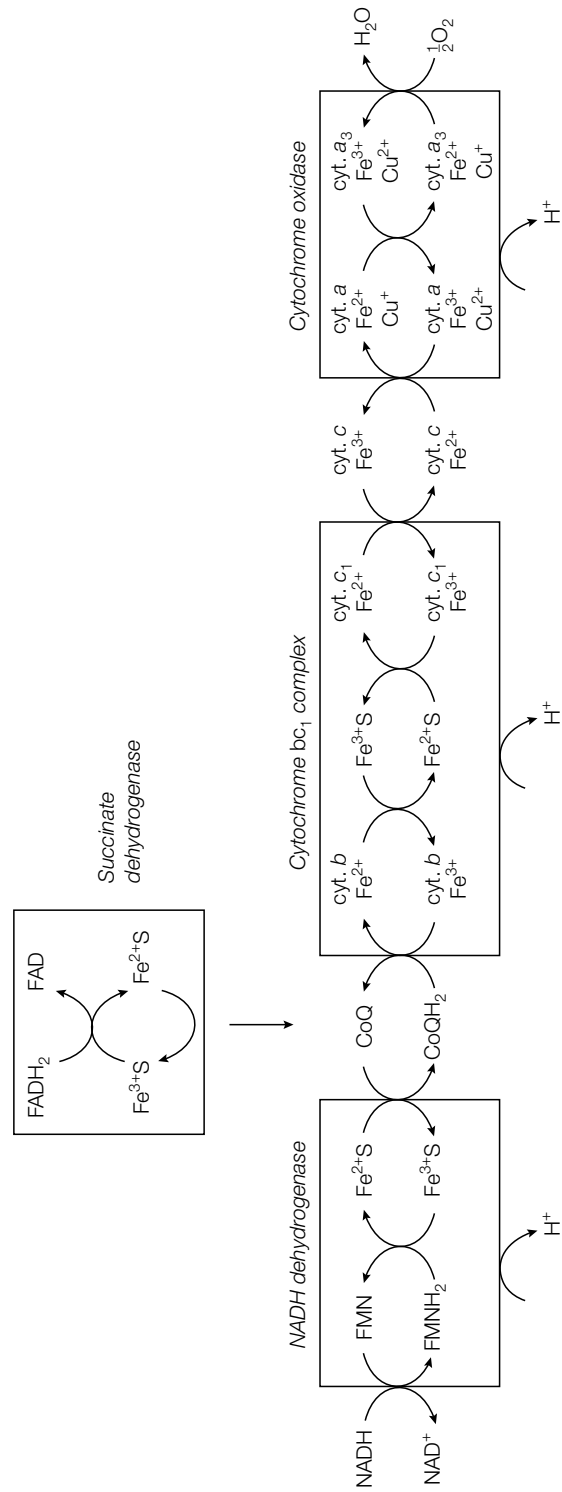 Succinate
dehydrogenase
FADH₂
FAD
Fe³⁺S
Fe²⁺S
NADH dehydrogenase
Cytochrome bc₁ complex
Cytochrome oxidase
NADH
NAD⁺
FMN
FMNH₂
Fe²⁺S
Fe³⁺S
CoQ
CoQH₂
cyt. b
Fe²⁺
cyt. b
Fe³⁺
Fe³⁺S
Fe²⁺S
cyt. c₁
Fe²⁺
cyt. c₁
Fe³⁺
cyt. c
Fe³⁺
cyt. c
Fe²⁺
cyt. a
Fe²⁺
Cu⁺
cyt. a
Fe³⁺
Cu²⁺
cyt. a₃
Fe³⁺
Cu²⁺
cyt. a₃
Fe²⁺
Cu⁺
H₂O
½O₂
H⁺
H⁺
H⁺